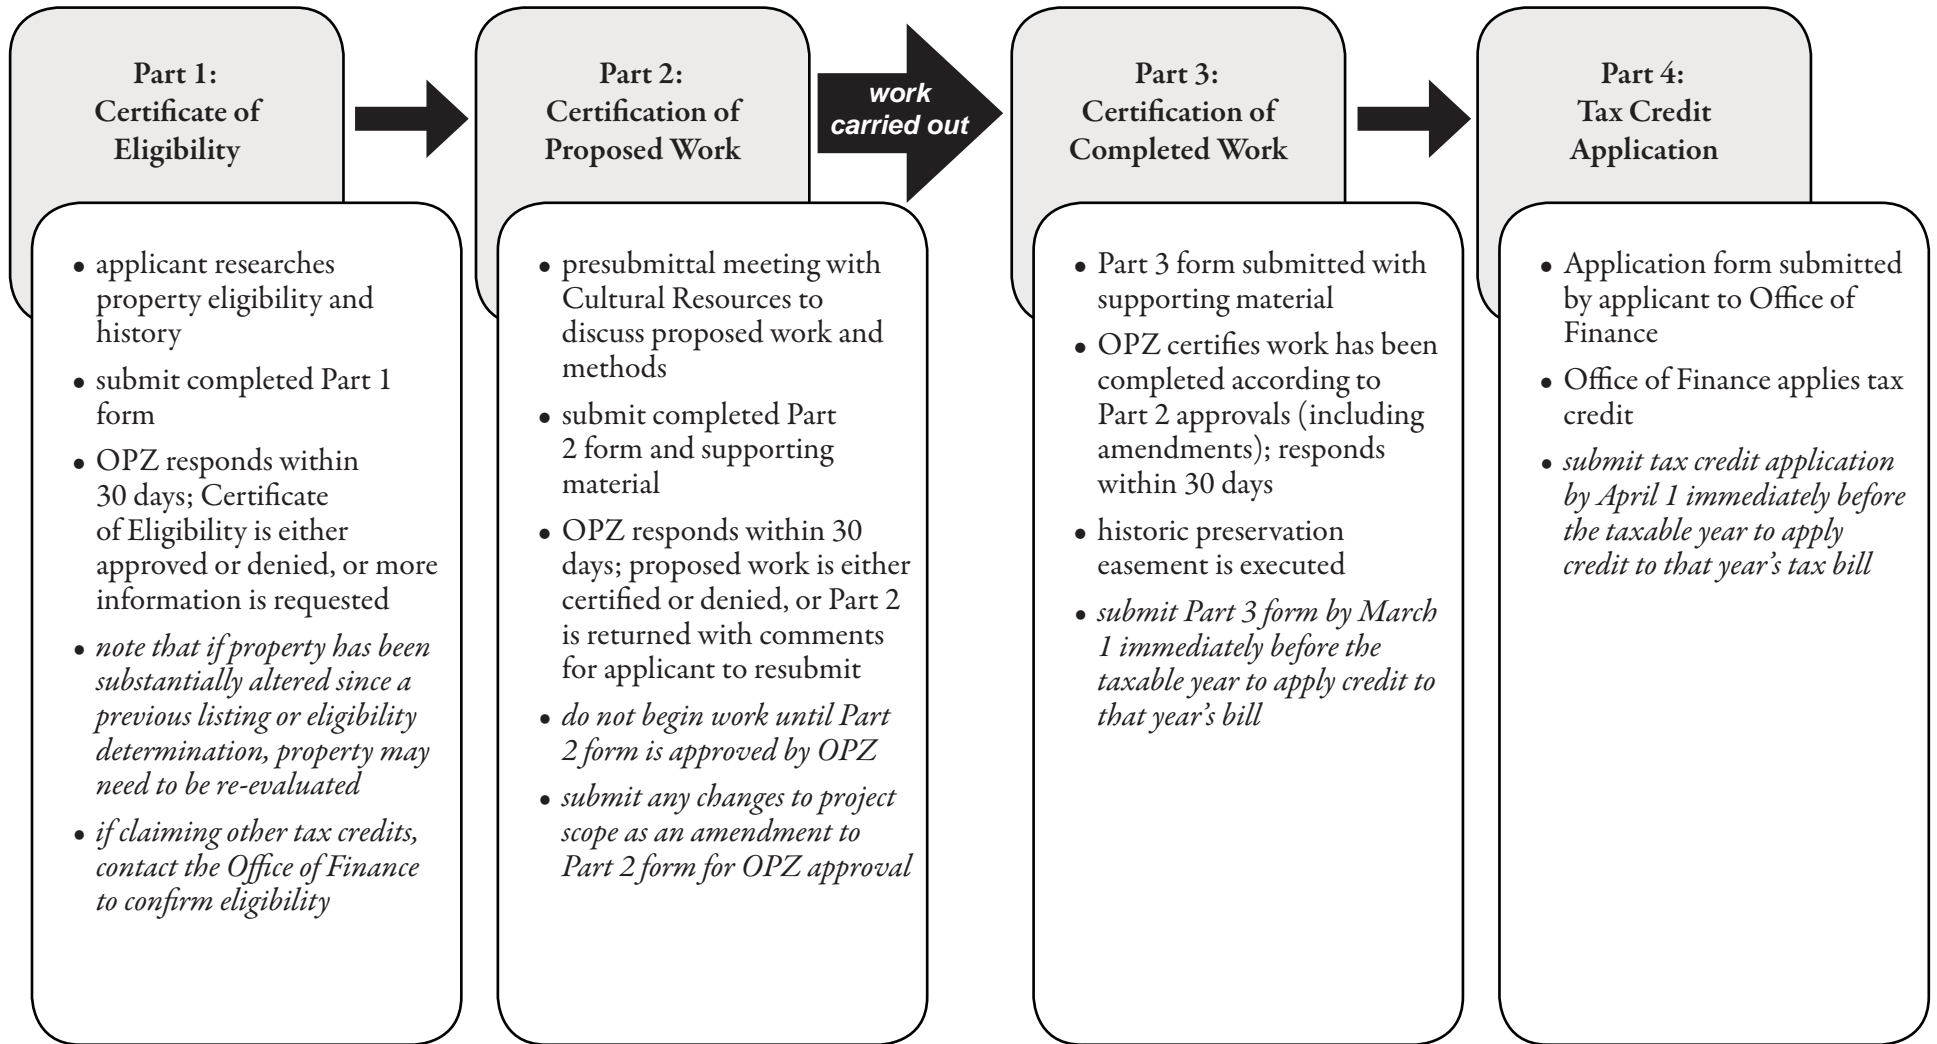 Part 1:
Certificate of
Eligibility
• applicant researches
property eligibility and
history
• submit completed Part 1
form
• OPZ responds within
30 days; Certificate
of Eligibility is either
approved or denied, or more
information is requested
• note that if property has been
substantially altered since a
previous listing or eligibility
determination, property may
need to be re-evaluated
• if claiming other tax credits,
contact the Office of Finance
to confirm eligibility
Part 2:
Certification of
Proposed Work
• presubmittal meeting with
Cultural Resources to
discuss proposed work and
methods
• submit completed Part
2 form and supporting
material
• OPZ responds within 30
days; proposed work is either
certified or denied, or Part 2
is returned with comments
for applicant to resubmit
• do not begin work until Part
2 form is approved by OPZ
• submit any changes to project
scope as an amendment to
Part 2 form for OPZ approval
work
carried out
Part 3:
Certification of
Completed Work
• Part 3 form submitted with
supporting material
• OPZ certifies work has been
completed according to
Part 2 approvals (including
amendments); responds
within 30 days
• historic preservation
easement is executed
• submit Part 3 form by March
1 immediately before the
taxable year to apply credit to
that year’s bill
Part 4:
Tax Credit
Application
• Application form submitted
by applicant to Office of
Finance
• Office of Finance applies tax
credit
• submit tax credit application
by April 1 immediately before
the taxable year to apply
credit to that year’s tax bill